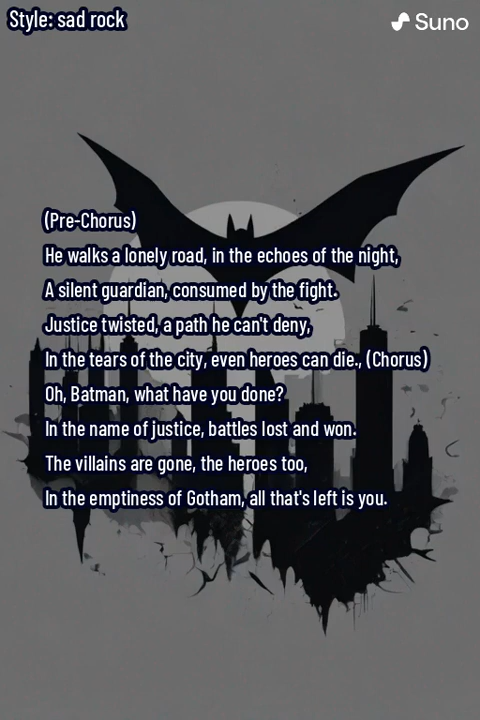 Style: sad rock
Suno
(Pre-Chorus)
He walks a lonely road, in the echoes of the night,
A silent guardian, consumed by the fight.
Justice twisted, a path he can't deny,
In the tears of the city, even heroes can die., (Chorus)
Oh, Batman, what have you done?
In the name of justice, battles lost and won.
The villains are gone, the heroes too,
In the emptiness of Gotham, all that's left is you.